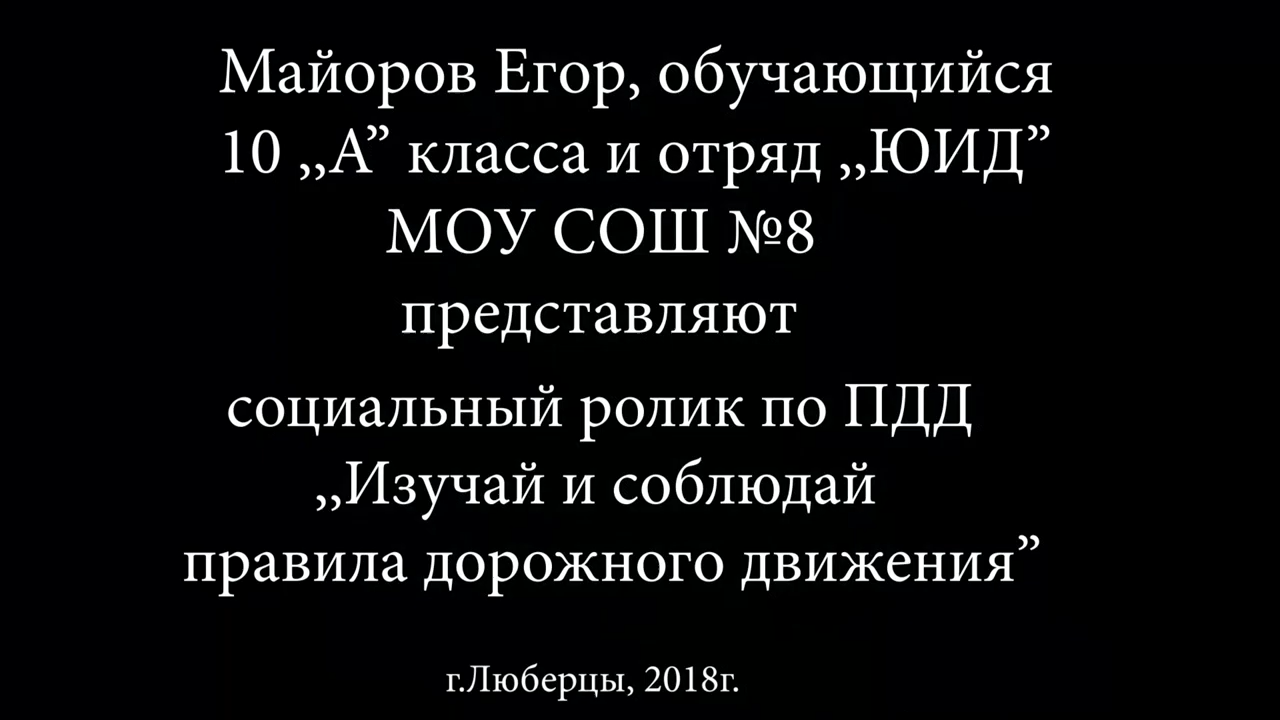 Майоров Егор, обучающийся
10 ,,А” класса и отряд ,,ЮИД”
МОУ СОШ №8
представляют
социальный ролик по ПДД
,,Изучай и соблюдай
правила дорожного движения”
г.Люберцы, 2018г.